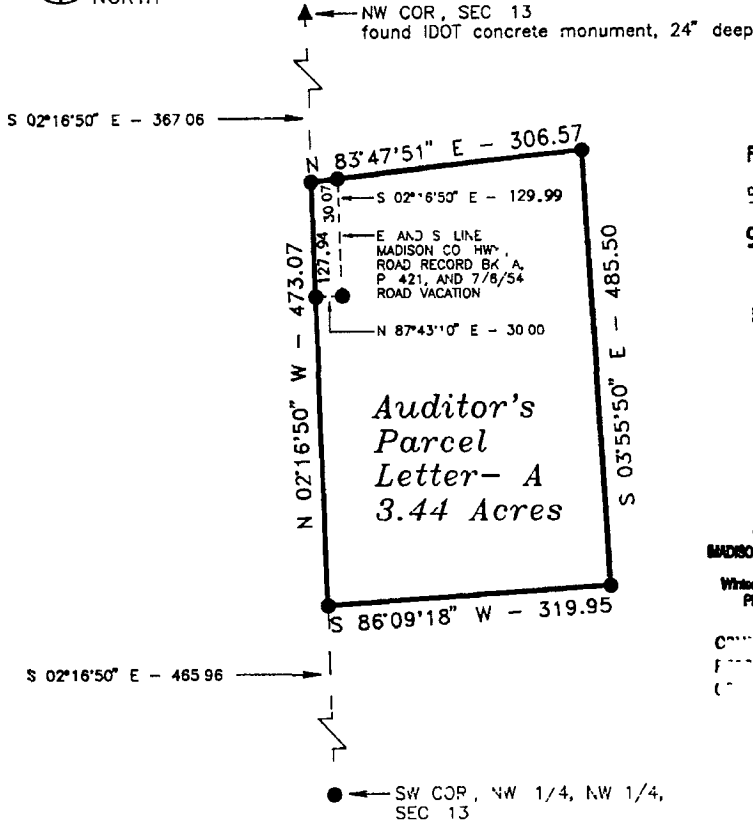 NORTH
NW COR, SEC 13
found IDOT concrete monument, 24" deep
S 02°16'50" E - 367 06
N 83°47'51" E - 306.57
30.07
S 02°16'50" E - 129.99
127.94
E AND S LINE
MADISON CO HWY,
ROAD RECORD BK A,
P 421, AND 7/6/54
ROAD VACATION
N 87°43'10" E - 30 00
N 02°16'50" W - 473.07
S 03°55'50" E - 485.50
Auditor's
Parcel
Letter- A
3.44 Acres
S 86°09'18" W - 319.95
S 02°16'50" E - 465 96
SW COR, NW 1/4, NW 1/4,
SEC 13